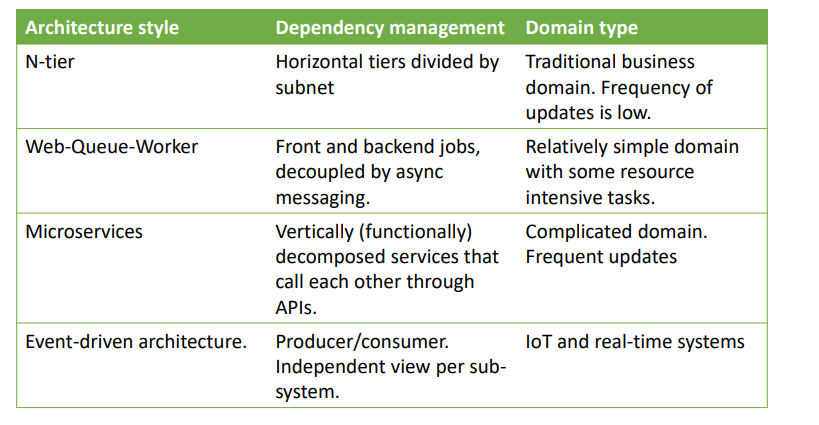 Architecture style
Dependency management
Domain type
N-tier
Horizontal tiers divided by
subnet
Traditional business
domain. Frequency of
updates is low.
Web-Queue-Worker
Front and backend jobs,
decoupled by async
messaging.
Relatively simple domain
with some resource
intensive tasks.
Microservices
Vertically (functionally)
decomposed services that
call each other through
APIs.
Complicated domain.
Frequent updates
Event-driven architecture.
Producer/consumer.
Independent view per sub-
system.
IoT and real-time systems